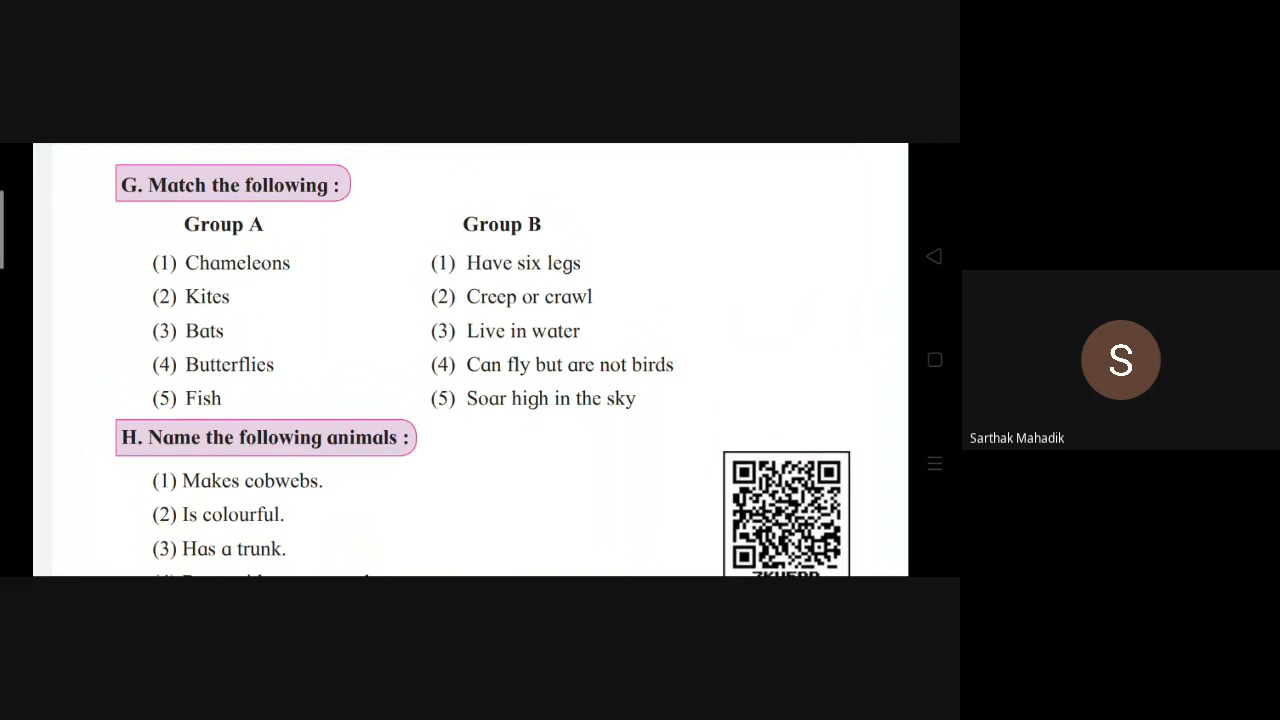 G. Match the following :
Group A Group B
(1) Chameleons (1) Have six legs
(2) Kites (2) Creep or crawl
(3) Bats (3) Live in water
(4) Butterflies (4) Can fly but are not birds
(5) Fish (5) Soar high in the sky
H. Name the following animals :
(1) Makes cobwebs.
(2) Is colourful.
(3) Has a trunk.
S
Sarthak Mahadik